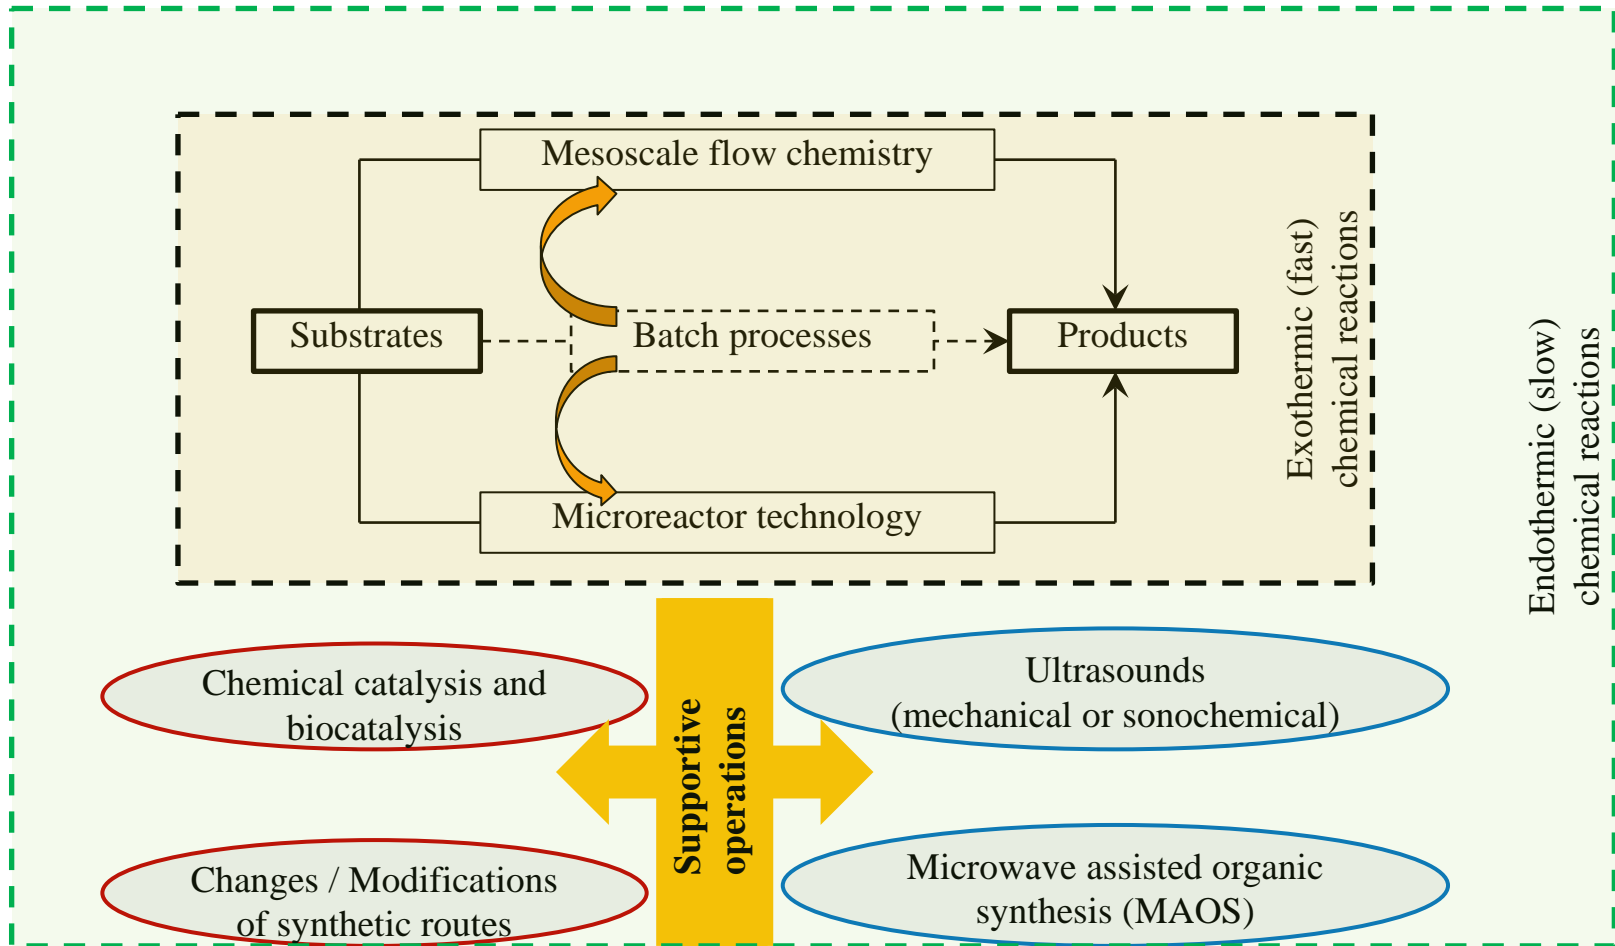 Mesoscale flow chemistry
Substrates
Batch processes
Products
Microreactor technology
Exothermic (fast)
chemical reactions
Endothermic (slow)
chemical reactions
Chemical catalysis and
biocatalysis
Ultrasounds
(mechanical or sonochemical)
Supportive
operations
Changes / Modifications
of synthetic routes
Microwave assisted organic
synthesis (MAOS)